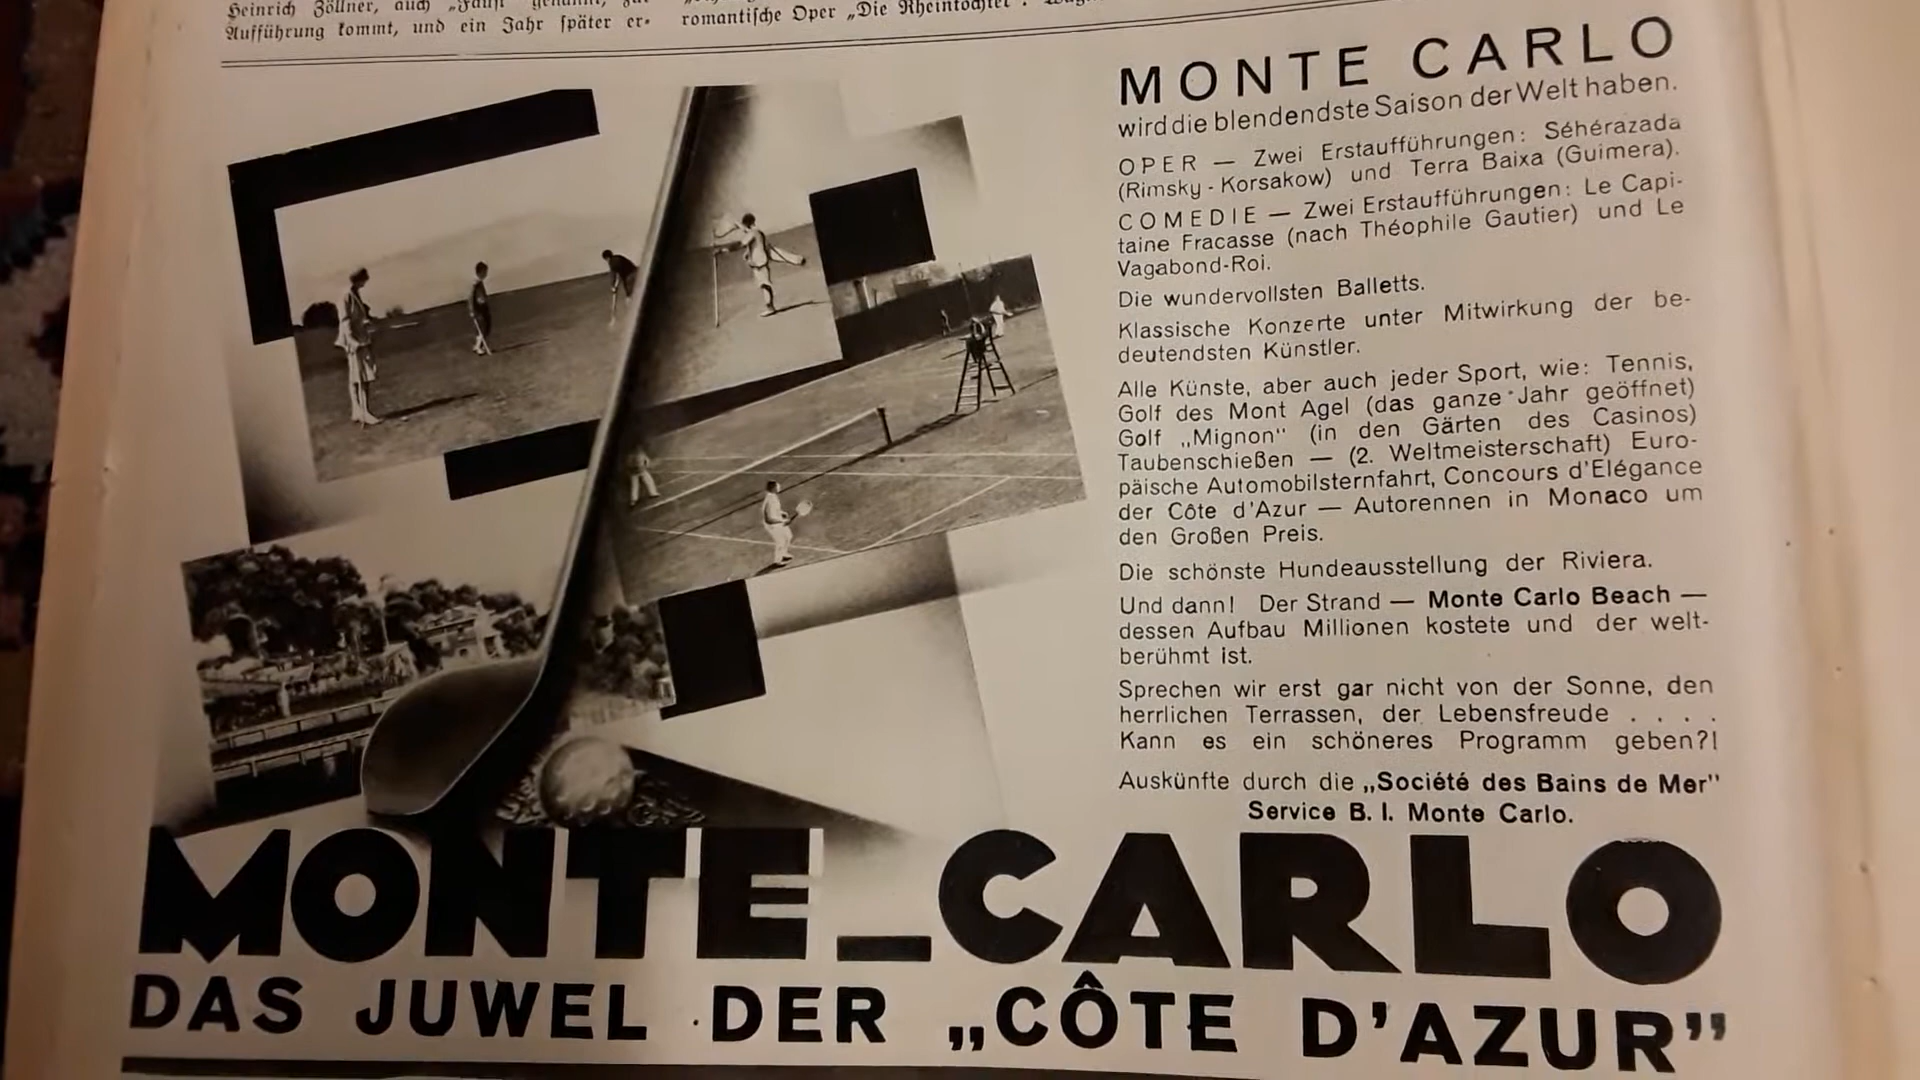 Heinrich Zöllner, auch „Faust" genannt, zur
Aufführung kommt, und ein Jahr später er-
romantische Oper „Die Rheintöchter".
MONTE CARLO
wird die blendendste Saison der Welt haben.
OPER — Zwei Erstaufführungen: Séhérazada
(Rimsky - Korsakow) und Terra Baixa (Guimera).
COMEDIE — Zwei Erstaufführungen: Le Capi-
taine Fracasse (nach Théophile Gautier) und Le
Vagabond-Roi.
Die wundervollsten Balletts.
Klassische Konzerte unter Mitwirkung der be-
deutendsten Künstler.
Alle Künste, aber auch jeder Sport, wie: Tennis,
Golf des Mont Agel (das ganze Jahr geöffnet)
Golf „Mignon" (in den Gärten des Casinos)
Taubenschießen — (2. Weltmeisterschaft) Euro-
päische Automobilsternfahrt, Concours d'Elégance
der Côte d'Azur — Autorennen in Monaco um
den Großen Preis.
Die schönste Hundeausstellung der Riviera.
Und dann! Der Strand — Monte Carlo Beach —
dessen Aufbau Millionen kostete und der welt-
berühmt ist.
Sprechen wir erst gar nicht von der Sonne, den
herrlichen Terrassen, der Lebensfreude . . . .
Kann es ein schöneres Programm geben?!
Auskünfte durch die „Société des Bains de Mer"
Service B. I. Monte Carlo.
MONTE_CARLO
DAS JUWEL DER „CÔTE D'AZUR"